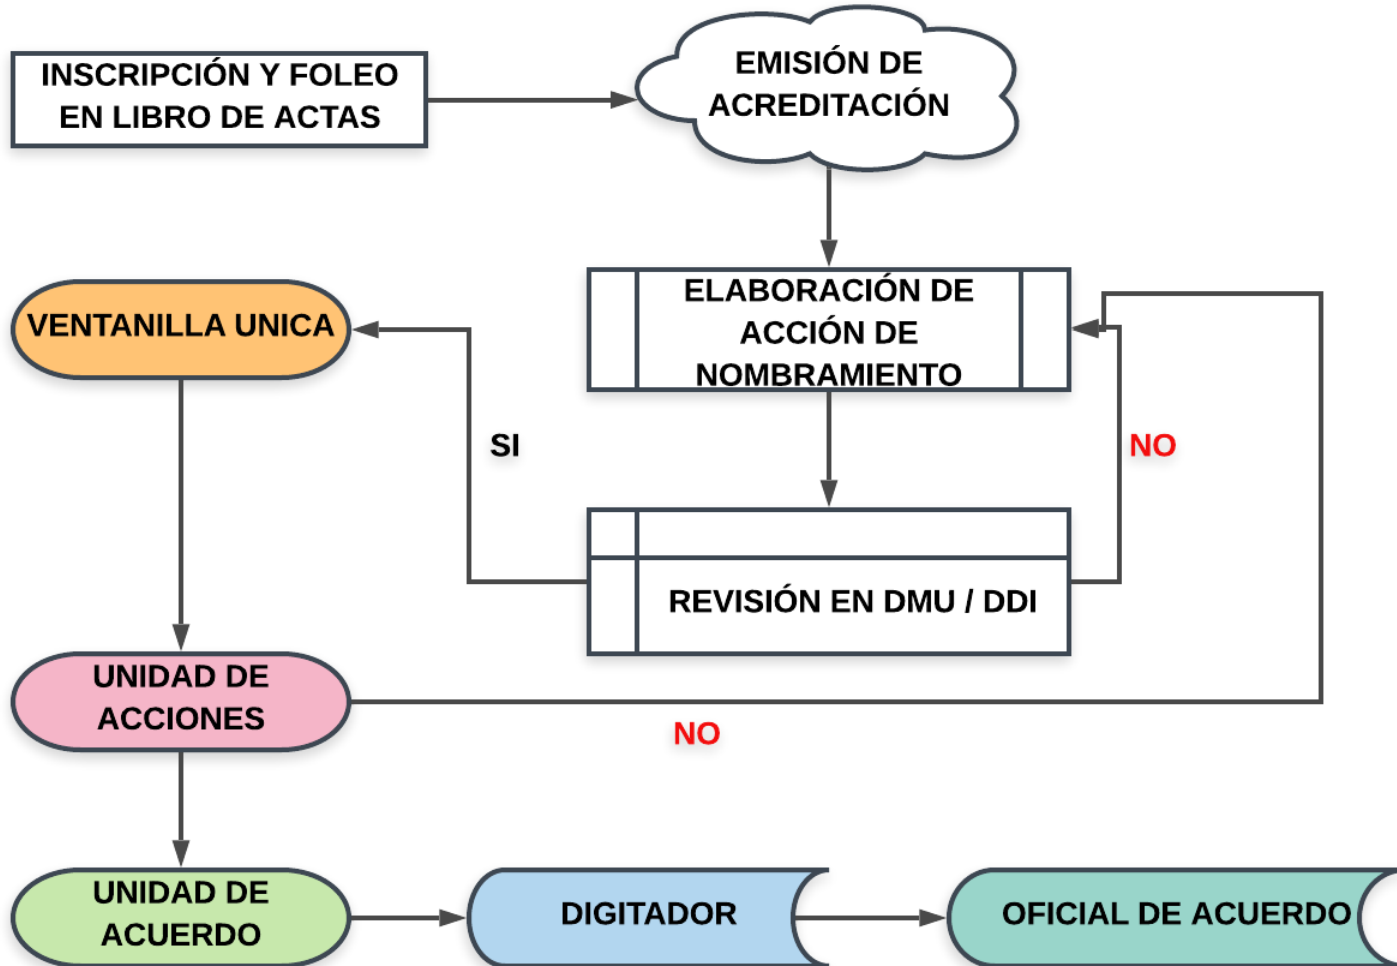 INSCRIPCIÓN Y FOLEO
EN LIBRO DE ACTAS
EMISIÓN DE
ACREDITACIÓN
VENTANILLA UNICA
ELABORACIÓN DE
ACCIÓN DE
NOMBRAMIENTO
SI
NO
REVISIÓN EN DMU / DDI
UNIDAD DE
ACCIONES
NO
UNIDAD DE
ACUERDO
DIGITADOR
OFICIAL DE ACUERDO